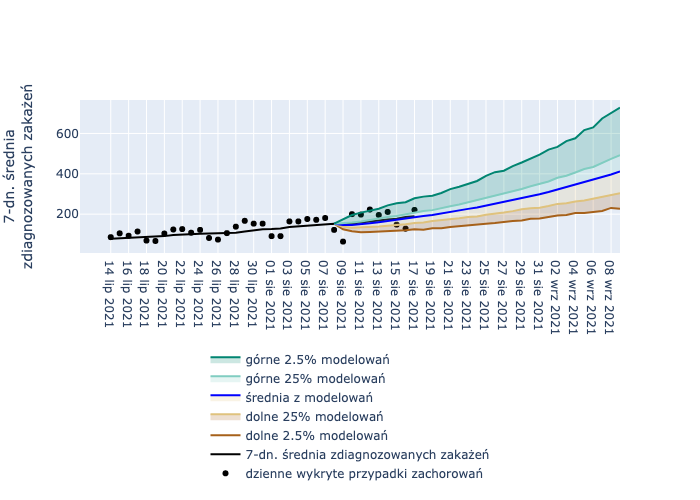 7-dn. średnia
zdiagnozowanych zakażeń
600
400
200
14 lip 2021
16 lip 2021
18 lip 2021
20 lip 2021
22 lip 2021
24 lip 2021
26 lip 2021
28 lip 2021
30 lip 2021
01 sie 2021
03 sie 2021
05 sie 2021
07 sie 2021
09 sie 2021
11 sie 2021
13 sie 2021
15 sie 2021
17 sie 2021
19 sie 2021
21 sie 2021
23 sie 2021
25 sie 2021
27 sie 2021
29 sie 2021
31 sie 2021
02 wrz 2021
04 wrz 2021
06 wrz 2021
08 wrz 2021
górne 2.5% modelowań
górne 25% modelowań
średnia z modelowań
dolne 25% modelowań
dolne 2.5% modelowań
7-dn. średnia zdiagnozowanych zakażeń
dzienne wykryte przypadki zachorowań